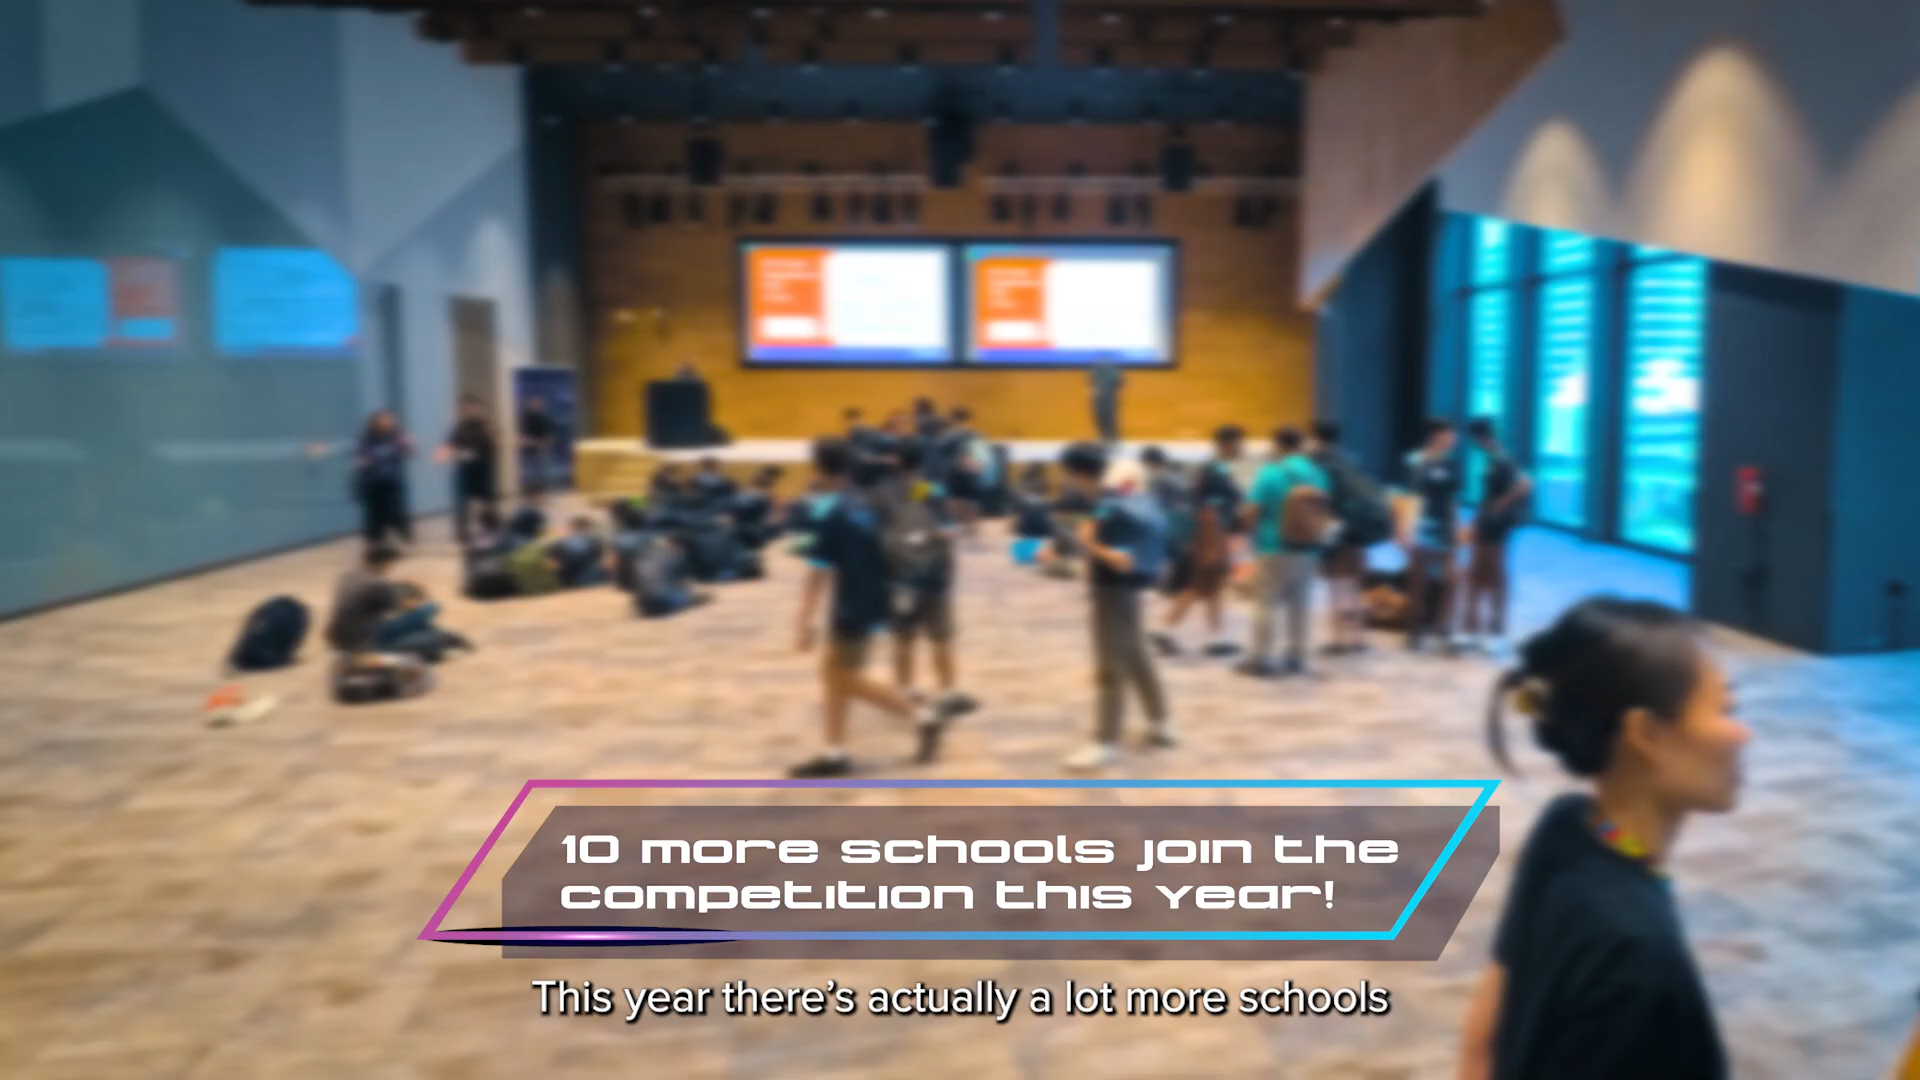 10 more schools join the
competition this year!
This year there's actually a lot more schools